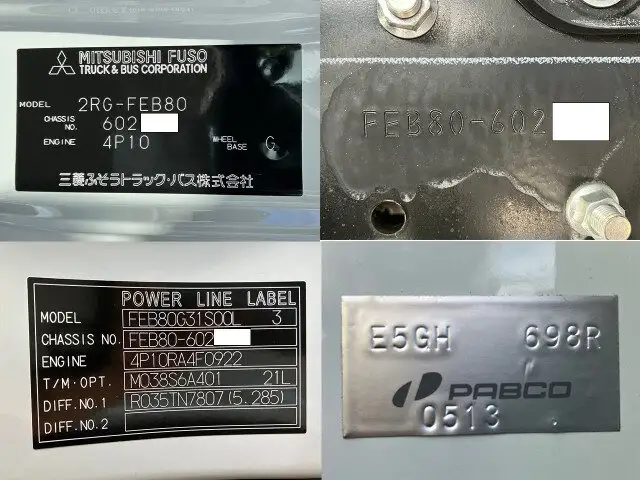 MITSUBISHI FUSO
TRUCK & BUS CORPORATION
MODEL 2RG-FEB80
CHASSIS NO. 602
ENGINE 4P10 WHEEL BASE G
三菱ふそうトラック・バス株式会社
FEB80-602
POWER LINE LABEL
MODEL FEB80G31S00L 3
CHASSIS NO. FEB80-602
ENGINE 4P10RA4F0922
T/M・OPT. M038S6A401 21L
DIFF.NO.1 R035TN7807(5.285)
DIFF.NO.2
E5GH 698R
PABCO
0513